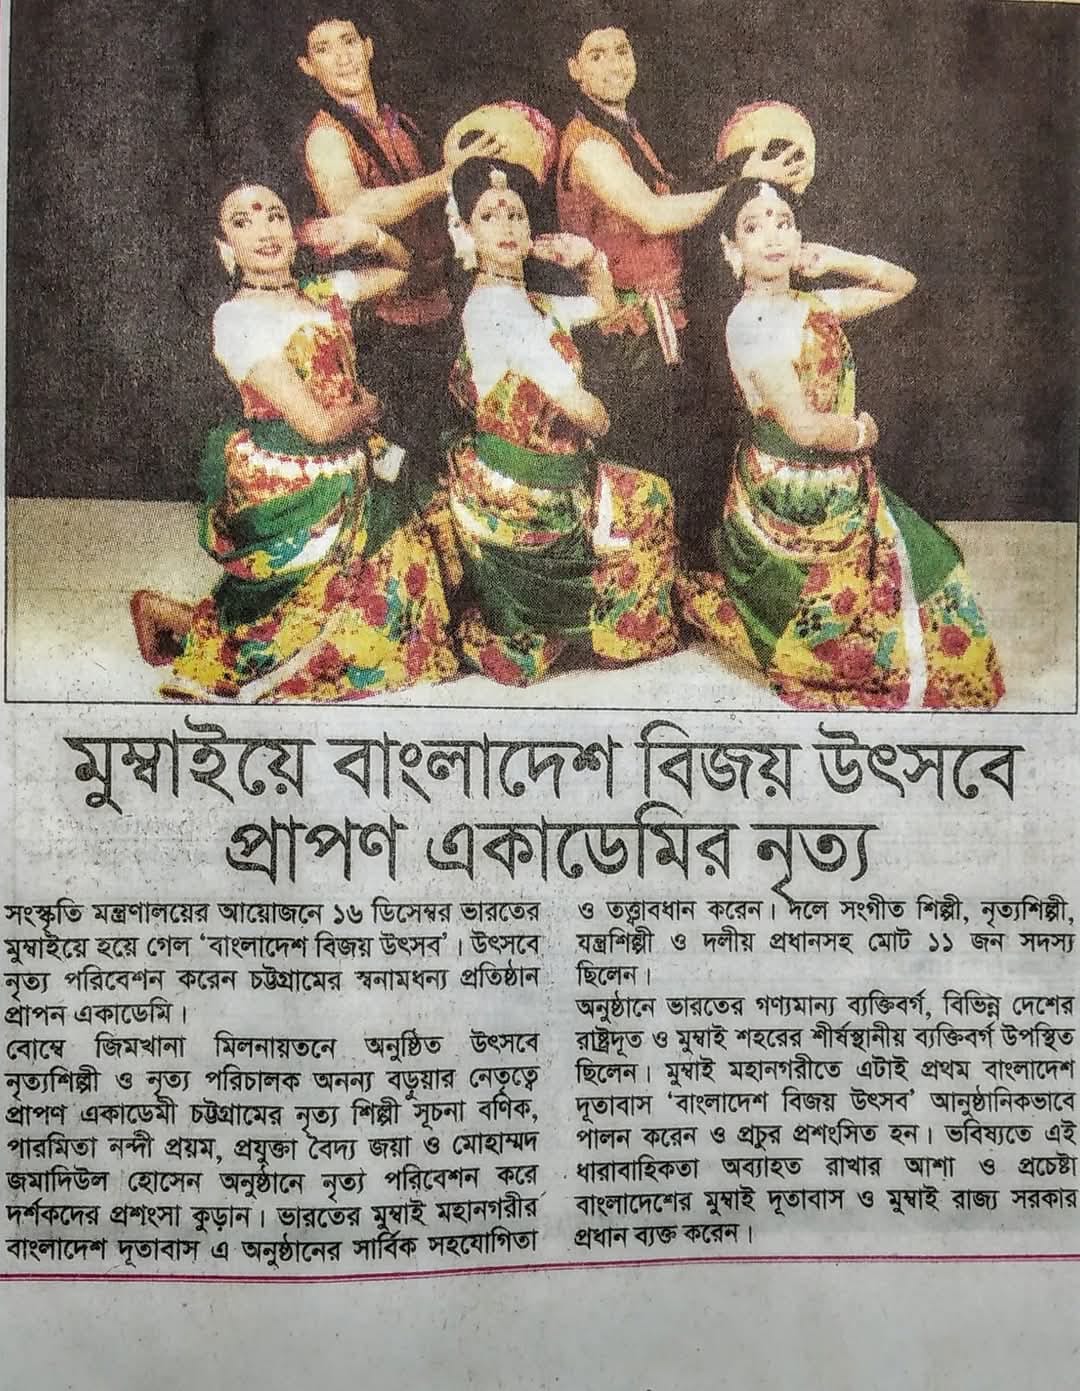 মুম্বাইয়ে বাংলাদেশ বিজয় উৎসবে
প্রাপণ একাডেমির নৃত্য
সংস্কৃতি মন্ত্রণালয়ের আয়োজনে ১৬ ডিসেম্বর ভারতের
মুম্বাইয়ে হয়ে গেল ‘বাংলাদেশ বিজয় উৎসব’। উৎসবে
নৃত্য পরিবেশন করেন চট্টগ্রামের স্বনামধন্য প্রতিষ্ঠান
প্রাপন একাডেমি।
বোম্বে জিমখানা মিলনায়তনে অনুষ্ঠিত উৎসবে
নৃত্যশিল্পী ও নৃত্য পরিচালক অনন্য বড়ুয়ার নেতৃত্বে
প্রাপণ একাডেমী চট্টগ্রামের নৃত্য শিল্পী সূচনা বণিক,
পারমিতা নন্দী প্রয়ম, প্রযুক্তা বৈদ্য জয়া ও মোহাম্মদ
জমাদিউল হোসেন অনুষ্ঠানে নৃত্য পরিবেশন করে
দর্শকদের প্রশংসা কুড়ান। ভারতের মুম্বাই মহানগরীর
বাংলাদেশ দূতাবাস এ অনুষ্ঠানের সার্বিক সহযোগিতা
ও তত্ত্বাবধান করেন। দলে সংগীত শিল্পী, নৃত্যশিল্পী,
যন্ত্রশিল্পী ও দলীয় প্রধানসহ মোট ১১ জন সদস্য
ছিলেন।
অনুষ্ঠানে ভারতের গণ্যমান্য ব্যক্তিবর্গ, বিভিন্ন দেশের
রাষ্ট্রদূত ও মুম্বাই শহরের শীর্ষস্থানীয় ব্যক্তিবর্গ উপস্থিত
ছিলেন। মুম্বাই মহানগরীতে এটাই প্রথম বাংলাদেশ
দূতাবাস ‘বাংলাদেশ বিজয় উৎসব’ আনুষ্ঠানিকভাবে
পালন করেন ও প্রচুর প্রশংসিত হন। ভবিষ্যতে এই
ধারাবাহিকতা অব্যাহত রাখার আশা ও প্রচেষ্টা
বাংলাদেশের মুম্বাই দূতাবাস ও মুম্বাই রাজ্য সরকার
প্রধান ব্যক্ত করেন।